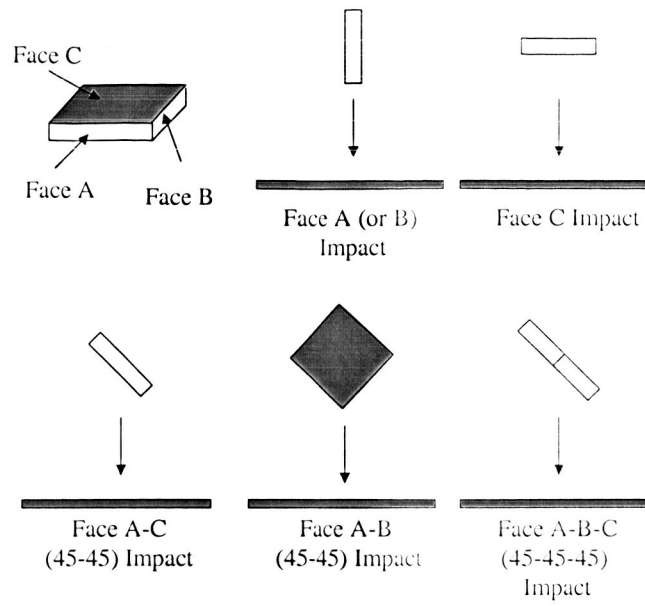 Face C
Face A
Face B
Face A (or B)
Impact
Face C Impact
Face A-C
(45-45) Impact
Face A-B
(45-45) Impact
Face A-B-C
(45-45-45)
Impact